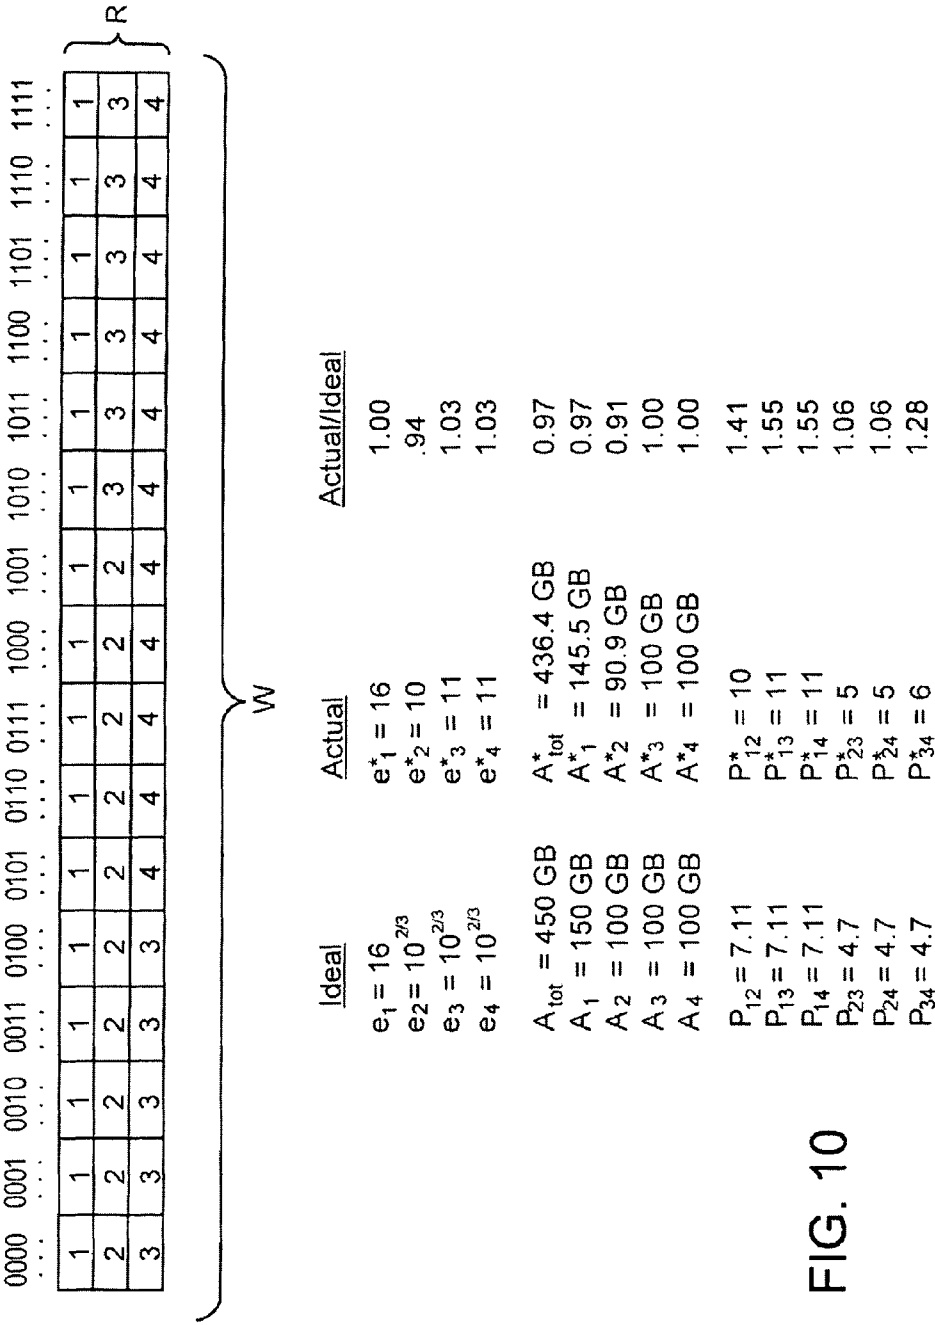 0000 0001 0010 0011 0100 0101 0110 0111 1000 1001 1010 1011 1100 1101 1110 1111
... ... ... ... ... ... ... ... ... ... ... ... ... ... ... ...
1 1 1 1 1 1 1 1 1 1 1 1 1 1 1 1
2 2 2 2 2 2 2 2 2 2 3 3 3 3 3 3
3 3 3 3 3 4 4 4 4 4 4 4 4 4 4 4
R
W
Ideal Actual Actual/Ideal
e1 = 16 e*1 = 16 1.00
e2 = 10 2/3 e*2 = 10 .94
e3 = 10 2/3 e*3 = 11 1.03
e4 = 10 2/3 e*4 = 11 1.03
Atot = 450 GB A*tot = 436.4 GB 0.97
A1 = 150 GB A*1 = 145.5 GB 0.97
A2 = 100 GB A*2 = 90.9 GB 0.91
A3 = 100 GB A*3 = 100 GB 1.00
A4 = 100 GB A*4 = 100 GB 1.00
P12 = 7.11 P*12 = 10 1.41
P13 = 7.11 P*13 = 11 1.55
P14 = 7.11 P*14 = 11 1.55
P23 = 4.7 P*23 = 5 1.06
P24 = 4.7 P*24 = 5 1.06
P34 = 4.7 P*34 = 6 1.28
FIG. 10